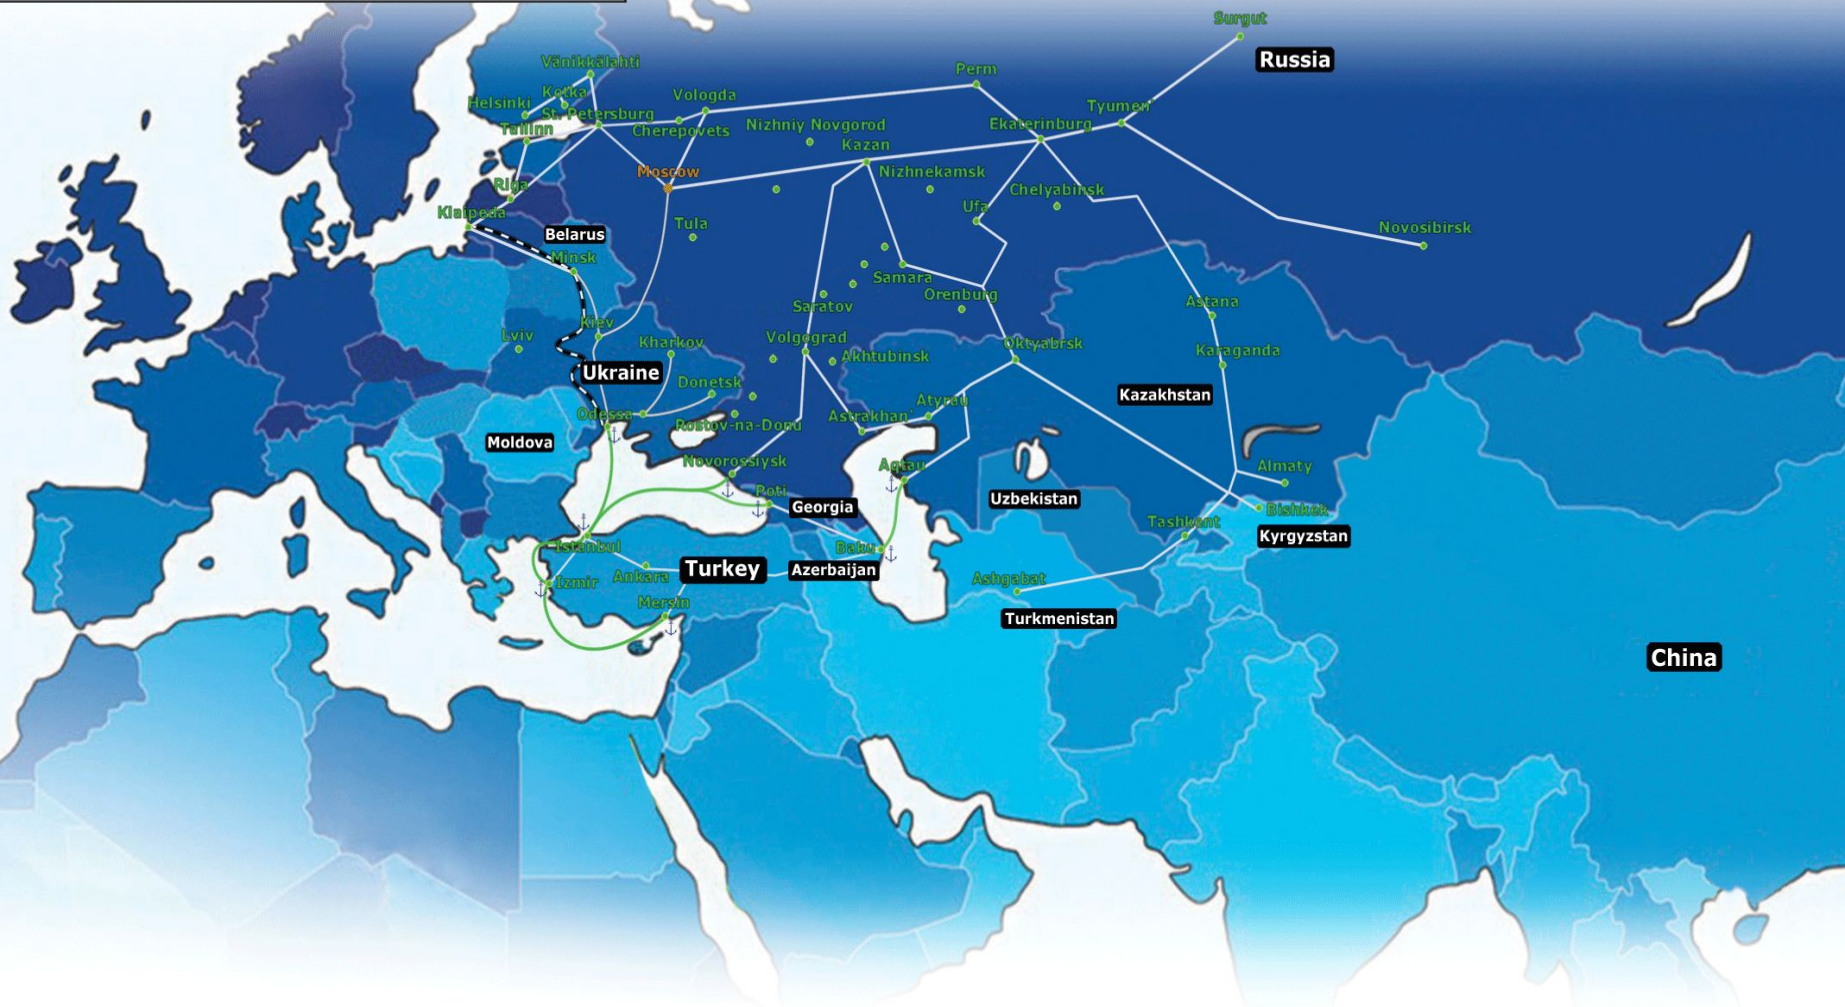 Surgut
Russia
Vänikkälahti
Perm
Kotka
Helsinki
Vologda
Tyumen'
St. Petersburg
Tallinn
Cherepovets
Nizhniy Novgorod
Ekaterinburg
Kazan
Moscow
Nizhnekamsk
Riga
Chelyabinsk
Klaipeda
Ufa
Tula
Novosibirsk
Belarus
Minsk
Samara
Orenburg
Saratov
Astana
Kiev
Lviv
Kharkov
Volgograd
Akhtubinsk
Oktyabrsk
Karaganda
Ukraine
Donetsk
Kazakhstan
Atyrau
Odessa
Astrakhan'
Rostov-na-Donu
Moldova
Novorossiysk
Aqtau
Almaty
Poti
Uzbekistan
Georgia
Bishkek
Tashkent
Kyrgyzstan
Istanbul
Baku
Turkey
Azerbaijan
Izmir
Ankara
Ashgabat
Mersin
Turkmenistan
China